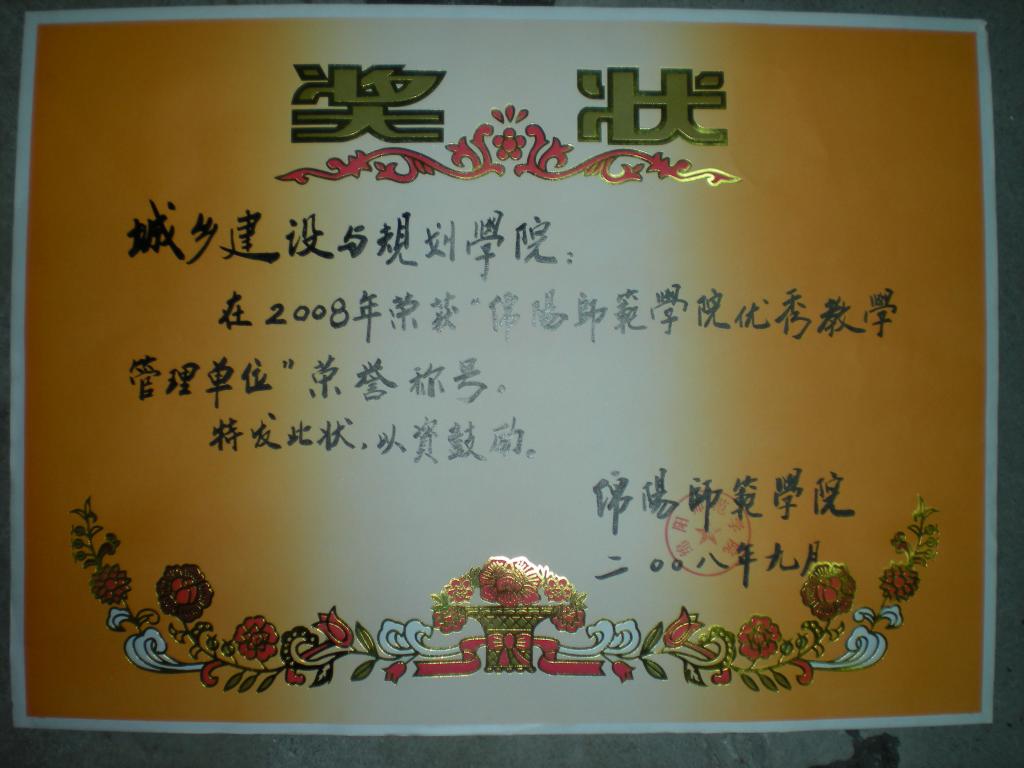 奖状
城乡建设与规划學院：
在2008年荣获“绵陽師範學院优秀教學
管理单位”荣誉称号。
特发此状，以資鼓励。
绵陽師範學院
二〇〇八年九月